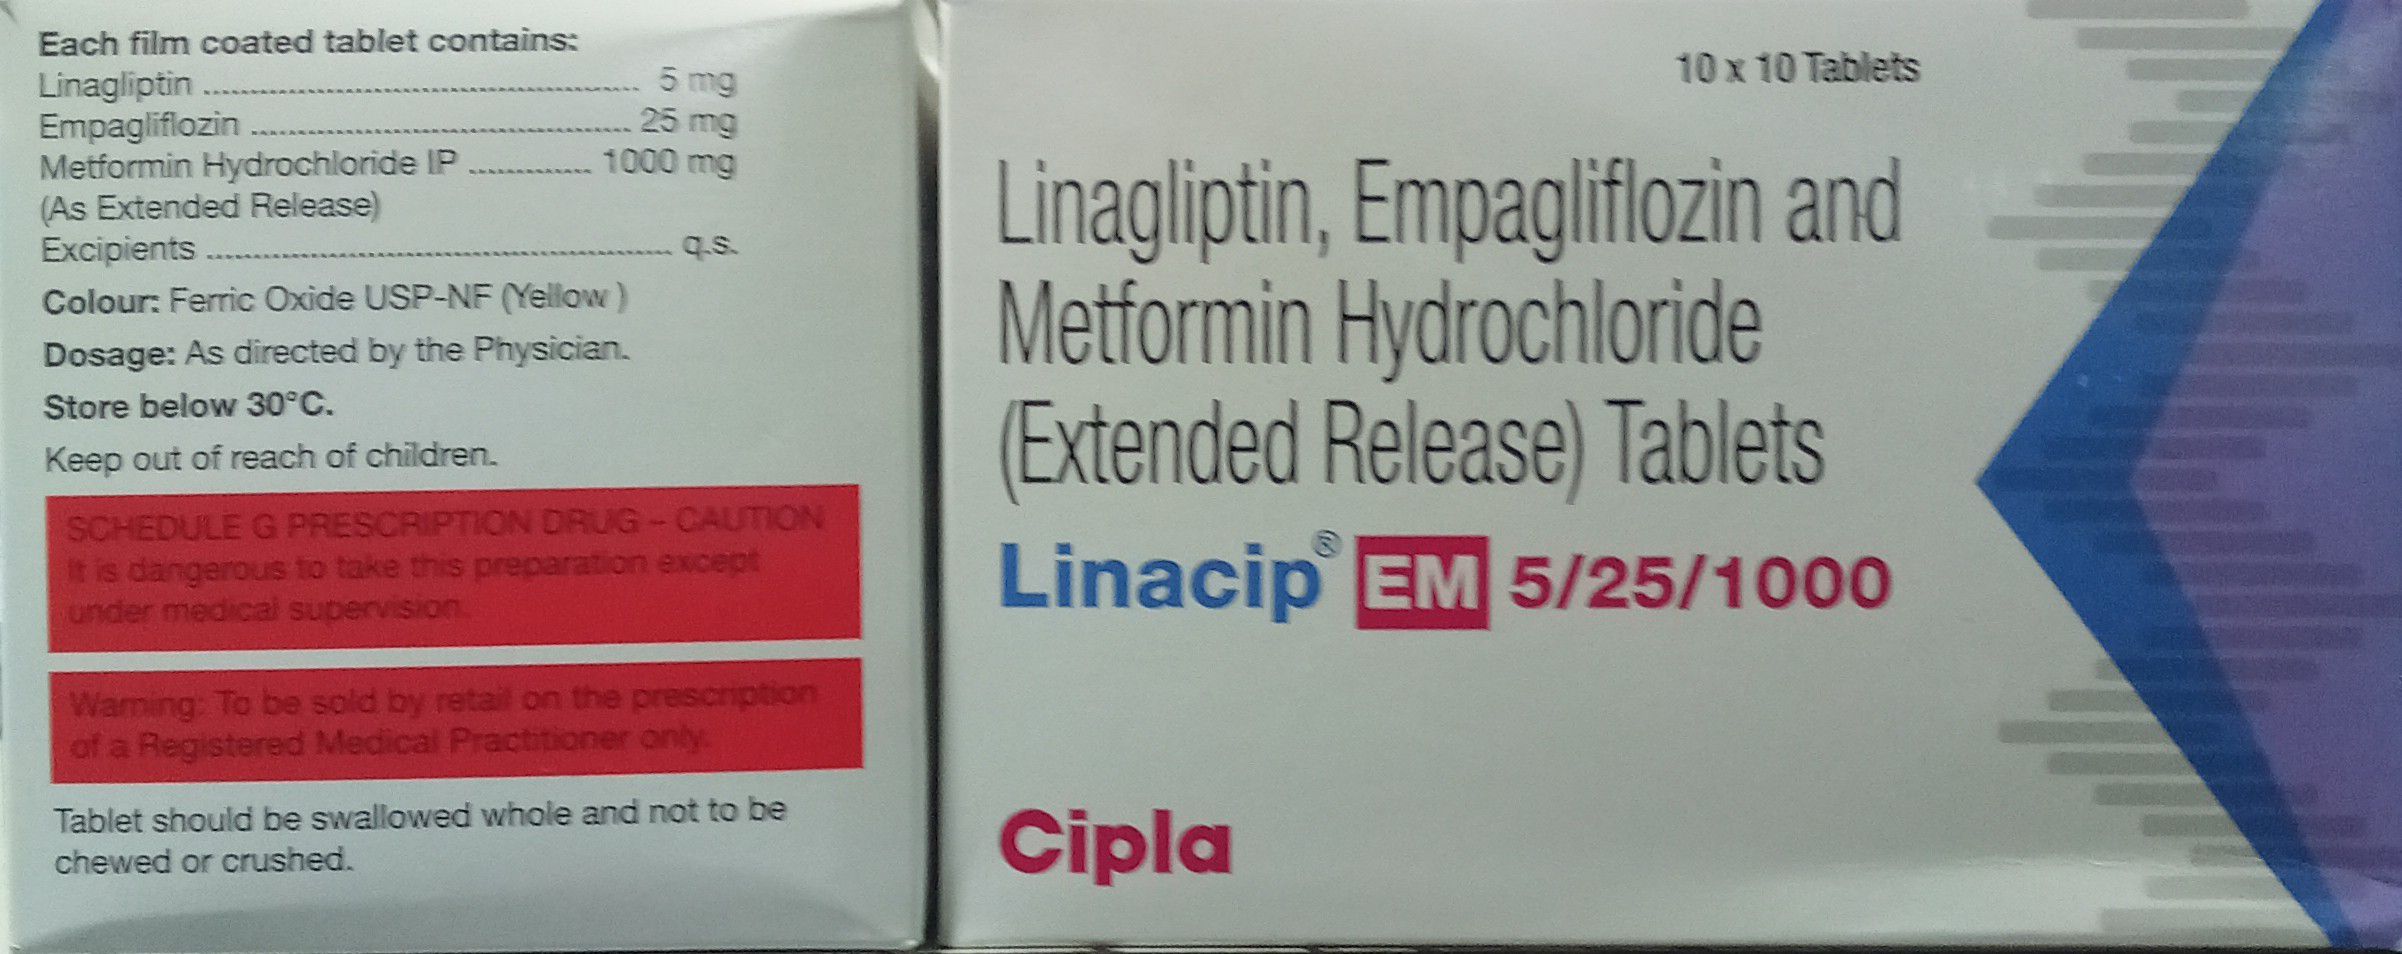 Each film coated tablet contains:
Linagliptin ................................................ 5 mg
Empagliflozin .......................................... 25 mg
Metformin Hydrochloride IP ............. 1000 mg
(As Extended Release)
Excipients .................................................... q.s.
Colour: Ferric Oxide USP-NF (Yellow )
Dosage: As directed by the Physician.
Store below 30°C.
Keep out of reach of children.
SCHEDULE G PRESCRIPTION DRUG – CAUTION
It is dangerous to take this preparation except
under medical supervision.
Warning: To be sold by retail on the prescription
of a Registered Medical Practitioner only.
Tablet should be swallowed whole and not to be
chewed or crushed.
10 x 10 Tablets
Linagliptin, Empagliflozin and
Metformin Hydrochloride
(Extended Release) Tablets
Linacip® EM 5/25/1000
Cipla